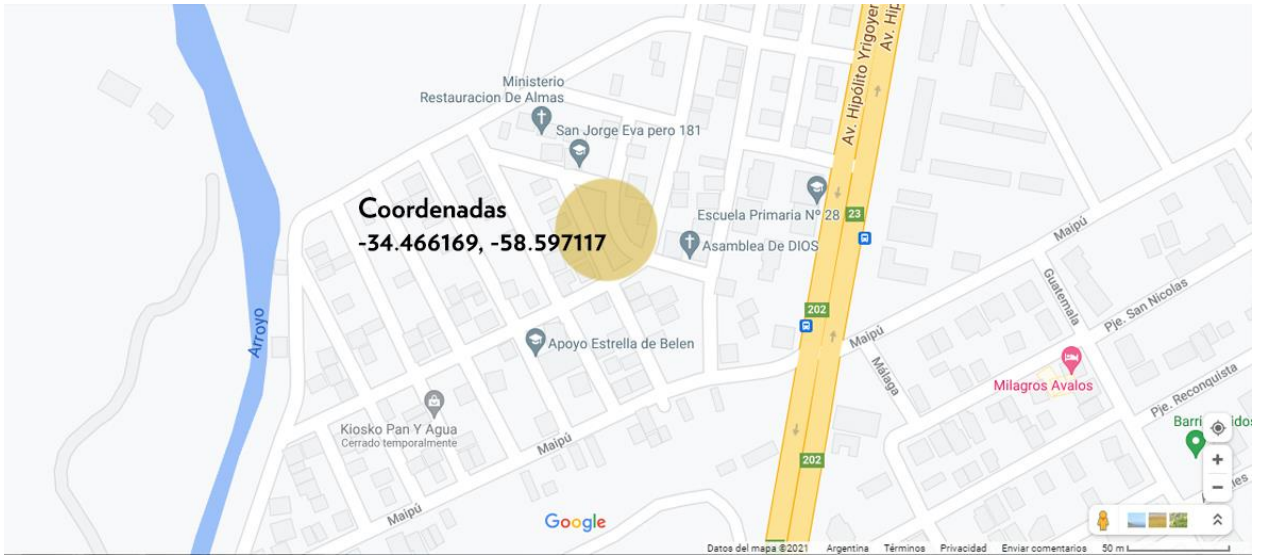 Av. Hipólito Yrigoyen
Ministerio
Restauracion De Almas
San Jorge Eva pero 181
Coordenadas
-34.466169, -58.597117
Escuela Primaria Nº 28
23
Asamblea De DIOS
Maipú
Guatemala
Pje. San Nicolas
Arroyo
202
Apoyo Estrella de Belen
Maipú
Málaga
Milagros Avalos
Pje. Reconquista
Kiosko Pan Y Agua
Cerrado temporalmente
Maipú
202
Maipú
Google
Datos del mapa ©2021
Argentina
Términos
Privacidad
Enviar comentarios
50 m